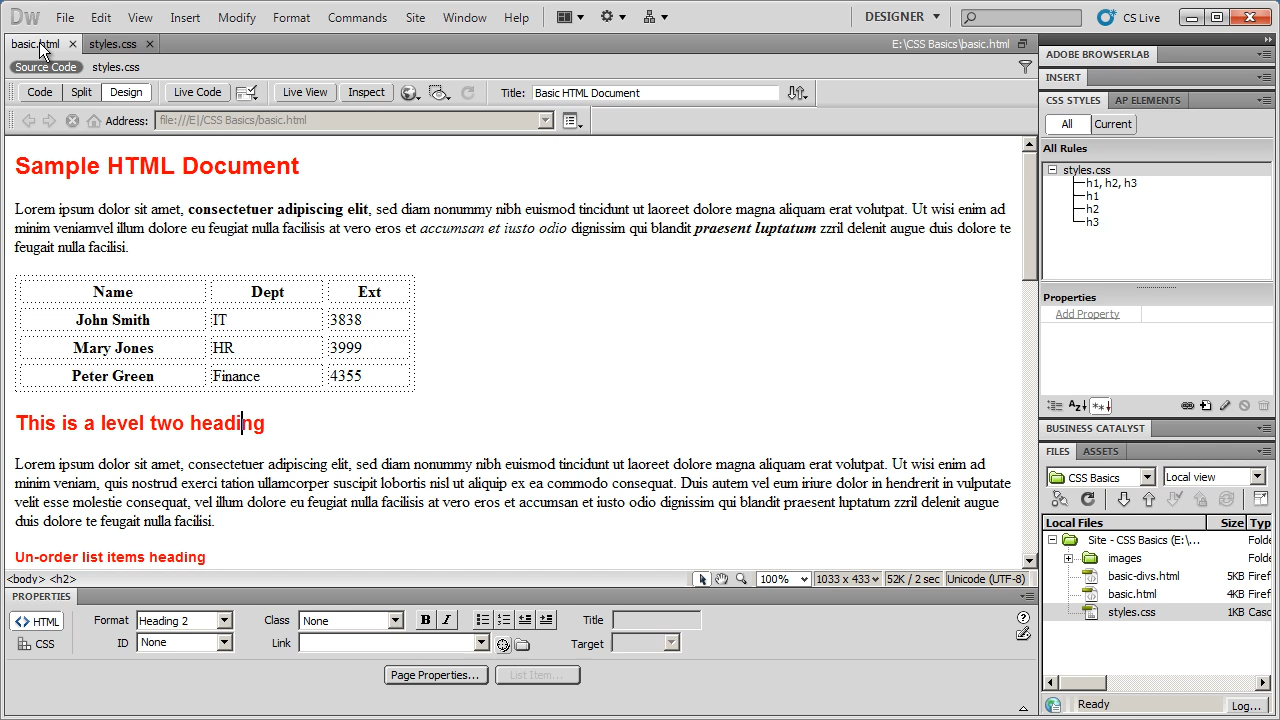 Dw File Edit View Insert Modify Format Commands Site Window Help DESIGNER CS Live
basic.html styles.css E:\CSS Basics\basic.html
Source Code styles.css
Code Split Design Live Code Live View Inspect Title: Basic HTML Document
Address: file:///E|/CSS Basics/basic.html
Sample HTML Document
Lorem ipsum dolor sit amet, consectetuer adipiscing elit, sed diam nonummy nibh euismod tincidunt ut laoreet dolore magna aliquam erat volutpat. Ut wisi enim ad
minim veniamvel illum dolore eu feugiat nulla facilisis at vero eros et accumsan et iusto odio dignissim qui blandit praesent luptatum zzril delenit augue duis dolore te
feugait nulla facilisi.
Name Dept Ext
John Smith IT 3838
Mary Jones HR 3999
Peter Green Finance 4355
This is a level two heading
Lorem ipsum dolor sit amet, consectetuer adipiscing elit, sed diam nonummy nibh euismod tincidunt ut laoreet dolore magna aliquam erat volutpat. Ut wisi enim ad
minim veniam, quis nostrud exerci tation ullamcorper suscipit lobortis nisl ut aliquip ex ea commodo consequat. Duis autem vel eum iriure dolor in hendrerit in vulputate
velit esse molestie consequat, vel illum dolore eu feugiat nulla facilisis at vero eros et accumsan et iusto odio dignissim qui blandit praesent luptatum zzril delenit augue
duis dolore te feugait nulla facilisi.
Un-order list items heading
<body> <h2> 100% 1033 x 433 52K / 2 sec Unicode (UTF-8)
PROPERTIES
<> HTML Format Heading 2 Class None B I Title
CSS ID None Link Target
Page Properties... List Item...
ADOBE BROWSERLAB
INSERT
CSS STYLES AP ELEMENTS
All Current
All Rules
styles.css
h1, h2, h3
h1
h2
h3
Properties
Add Property
BUSINESS CATALYST
FILES ASSETS
CSS Basics Local view
Local Files Size Typ
Site - CSS Basics (E:\... Folde
images Folde
basic-divs.html 5KB Firef
basic.html 4KB Firef
styles.css 1KB Casc
Ready Log...